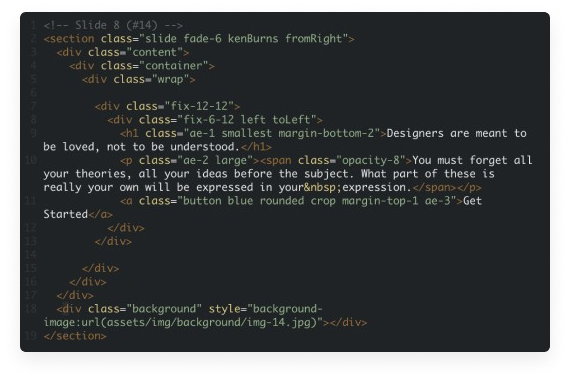 1 <!-- Slide 8 (#14) -->
2 <section class="slide fade-6 kenBurns fromRight">
3 <div class="content">
4 <div class="container">
5 <div class="wrap">
6
7 <div class="fix-12-12">
8 <div class="fix-6-12 left toLeft">
9 <h1 class="ae-1 smallest margin-bottom-2">Designers are meant to
be loved, not to be understood.</h1>
10 <p class="ae-2 large"><span class="opacity-8">You must forget all
your theories, all your ideas before the subject. What part of these is
really your own will be expressed in your&nbsp;expression.</span></p>
11 <a class="button blue rounded crop margin-top-1 ae-3">Get
Started</a>
12 </div>
13 </div>
14
15 </div>
16 </div>
17 </div>
18 <div class="background" style="background-
image:url(assets/img/background/img-14.jpg)"></div>
19 </section>